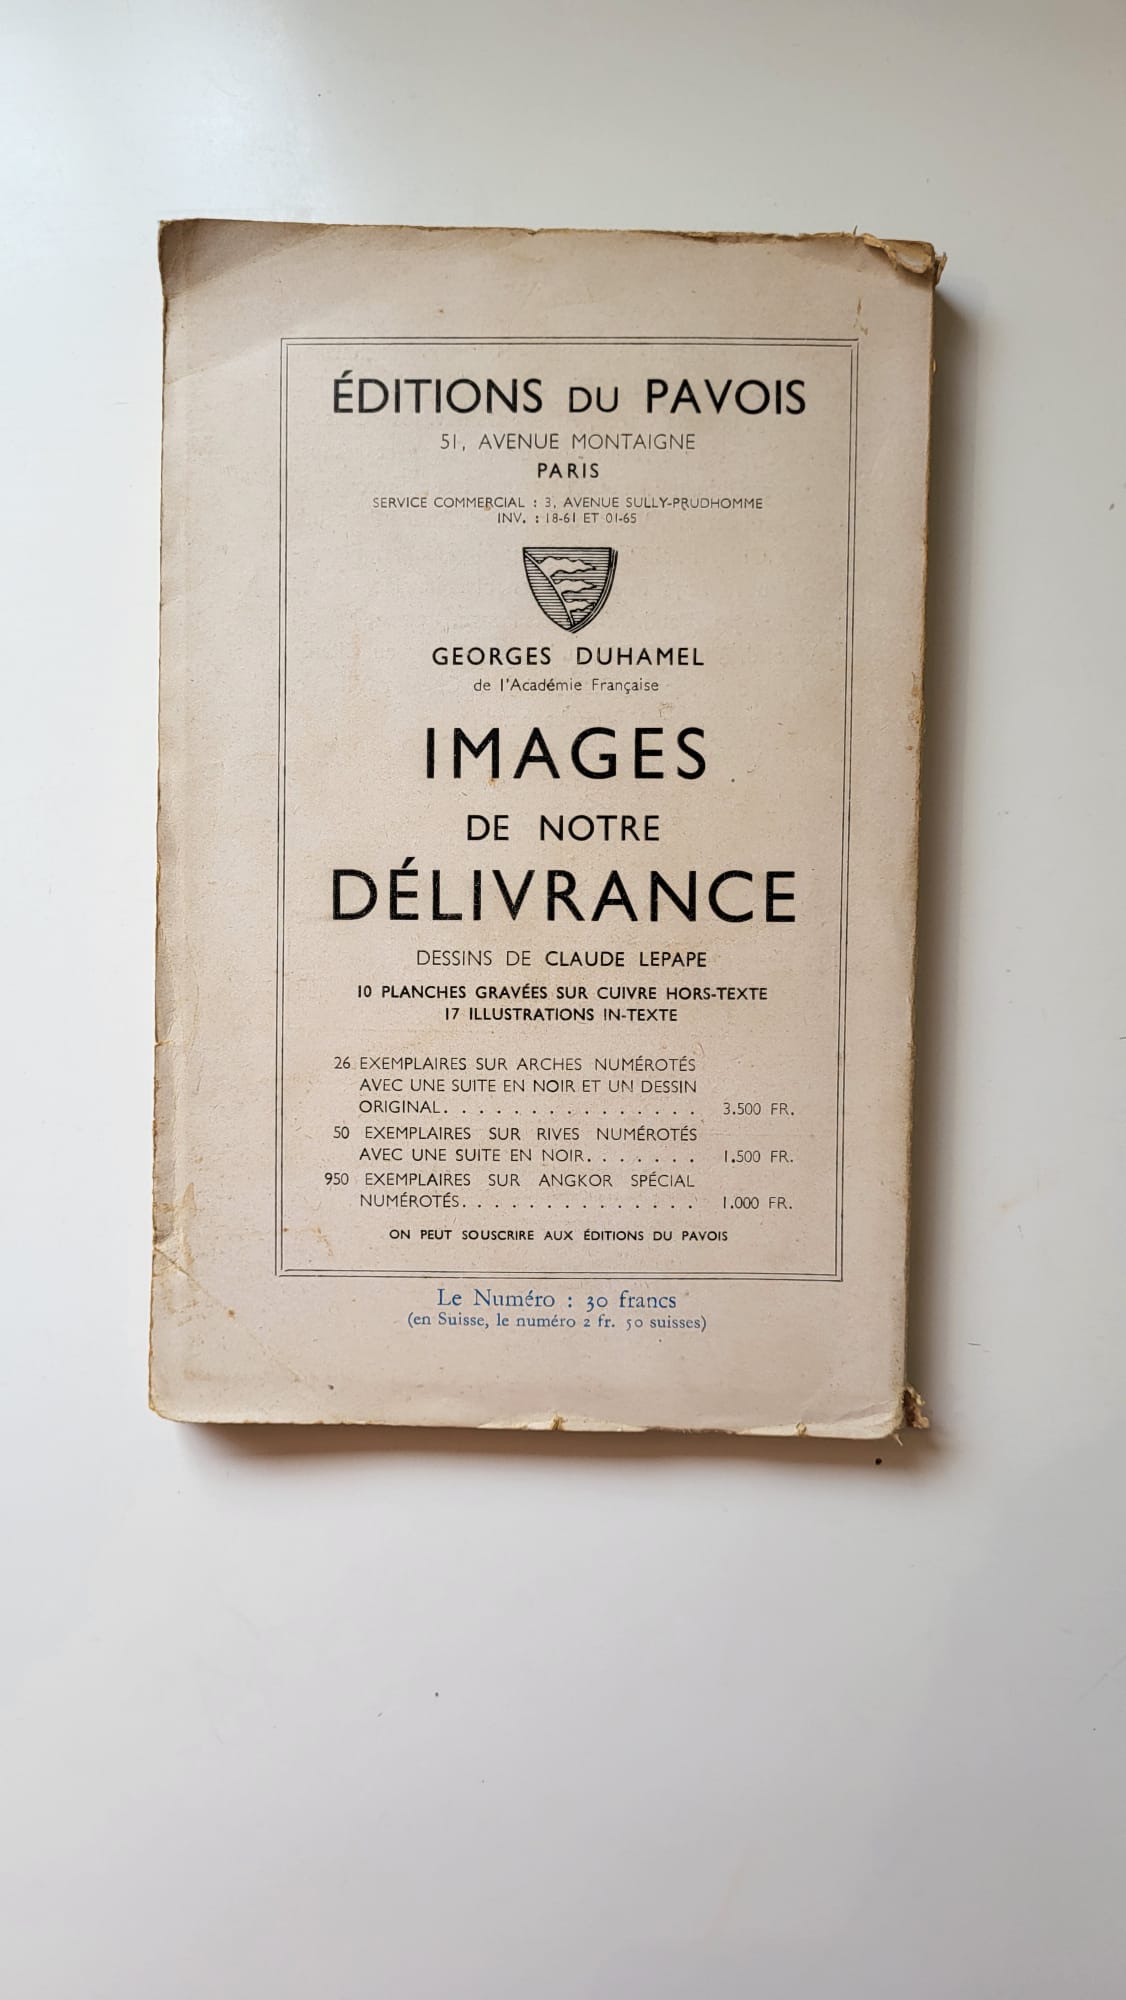 ÉDITIONS DU PAVOIS
51, AVENUE MONTAIGNE
PARIS
SERVICE COMMERCIAL : 3, AVENUE SULLY-PRUDHOMME
INV. : 18-61 ET 01-65
GEORGES DUHAMEL
de l'Académie Française
IMAGES
DE NOTRE
DÉLIVRANCE
DESSINS DE CLAUDE LEPAPE
10 PLANCHES GRAVÉES SUR CUIVRE HORS-TEXTE
17 ILLUSTRATIONS IN-TEXTE
26 EXEMPLAIRES SUR ARCHES NUMÉROTÉS
AVEC UNE SUITE EN NOIR ET UN DESSIN
ORIGINAL. . . . . . . . . . . . . . . 3.500 FR.
50 EXEMPLAIRES SUR RIVES NUMÉROTÉS
AVEC UNE SUITE EN NOIR. . . . . . . 1.500 FR.
950 EXEMPLAIRES SUR ANGKOR SPÉCIAL
NUMÉROTÉS. . . . . . . . . . . . . . 1.000 FR.
ON PEUT SOUSCRIRE AUX ÉDITIONS DU PAVOIS
Le Numéro : 30 francs
(en Suisse, le numéro 2 fr. 50 suisses)